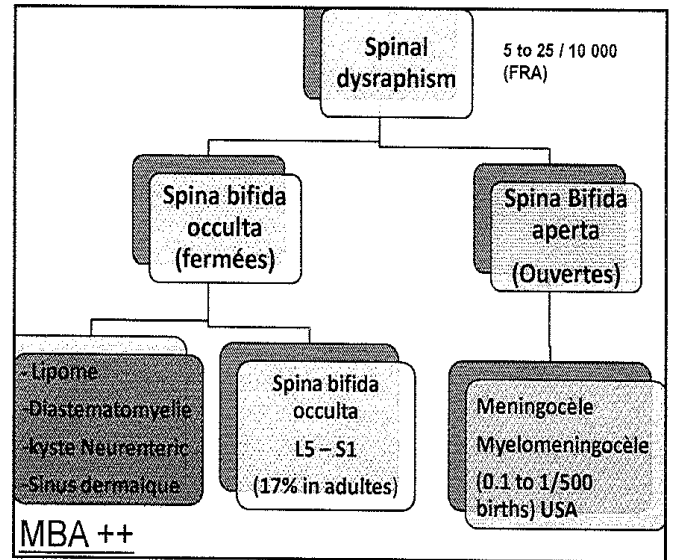 Spinal
dysraphism
5 to 25 / 10 000
(FRA)
Spina bifida
occulta
(fermées)
Spina Bifida
aperta
(Ouvertes)
- Lipome
-Diastematomyelie
-kyste Neurenteric
-Sinus dermaique
Spina bifida
occulta
L5 – S1
(17% in adultes)
Meningocèle
Myelomeningocèle
(0.1 to 1/500
births) USA
MBA ++